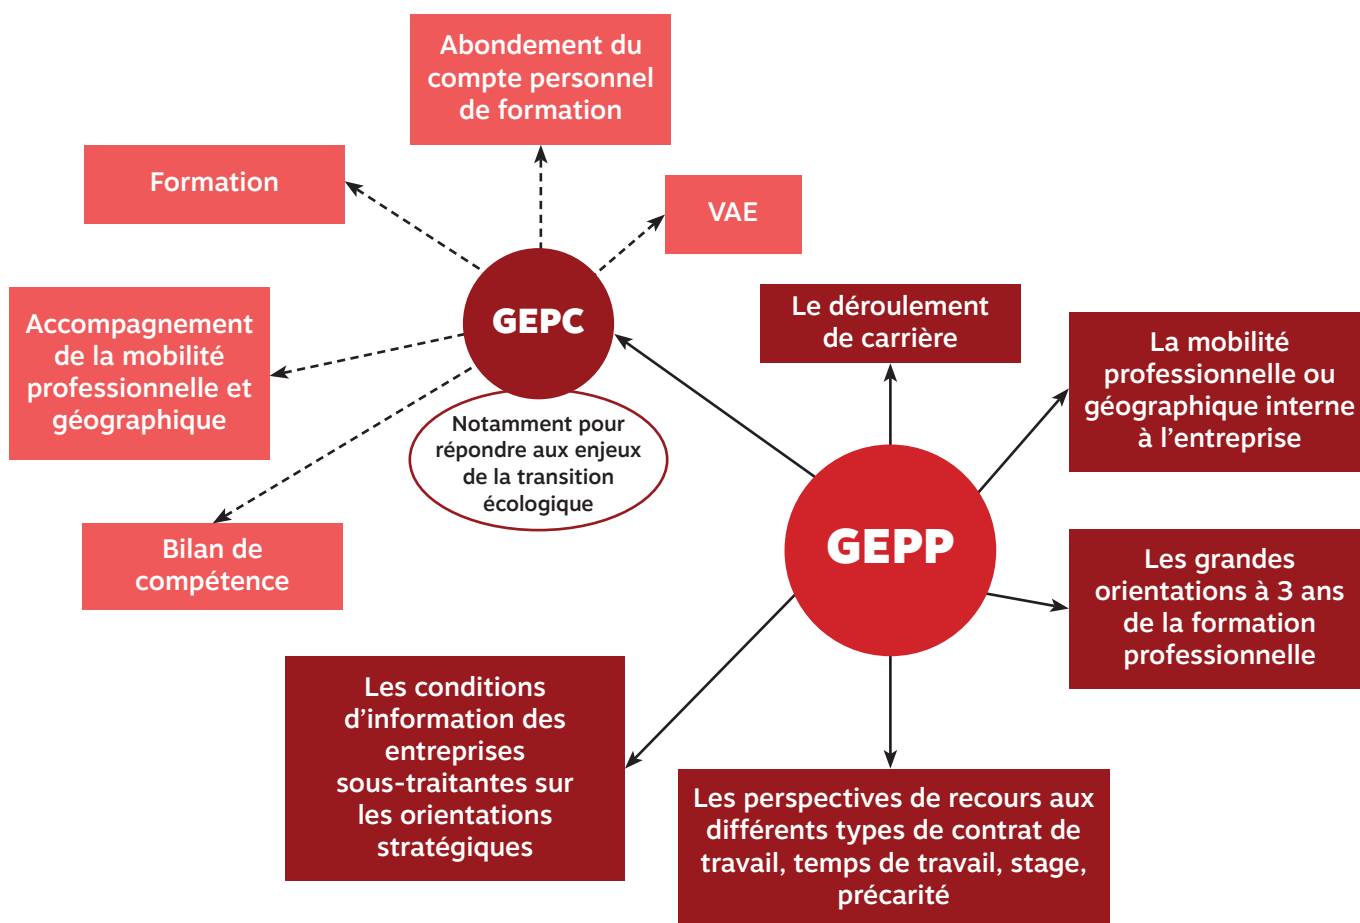 Abondement du
compte personnel
de formation
Formation
VAE
Accompagnement
de la mobilité
professionnelle et
géographique
GEPC
Notamment pour
répondre aux enjeux
de la transition
écologique
Bilan de
compétence
Le déroulement
de carrière
La mobilité
professionnelle ou
géographique interne
à l'entreprise
GEPP
Les grandes
orientations à 3 ans
de la formation
professionnelle
Les conditions
d'information des
entreprises
sous-traitantes sur
les orientations
stratégiques
Les perspectives de recours aux
différents types de contrat de
travail, temps de travail, stage,
précarité